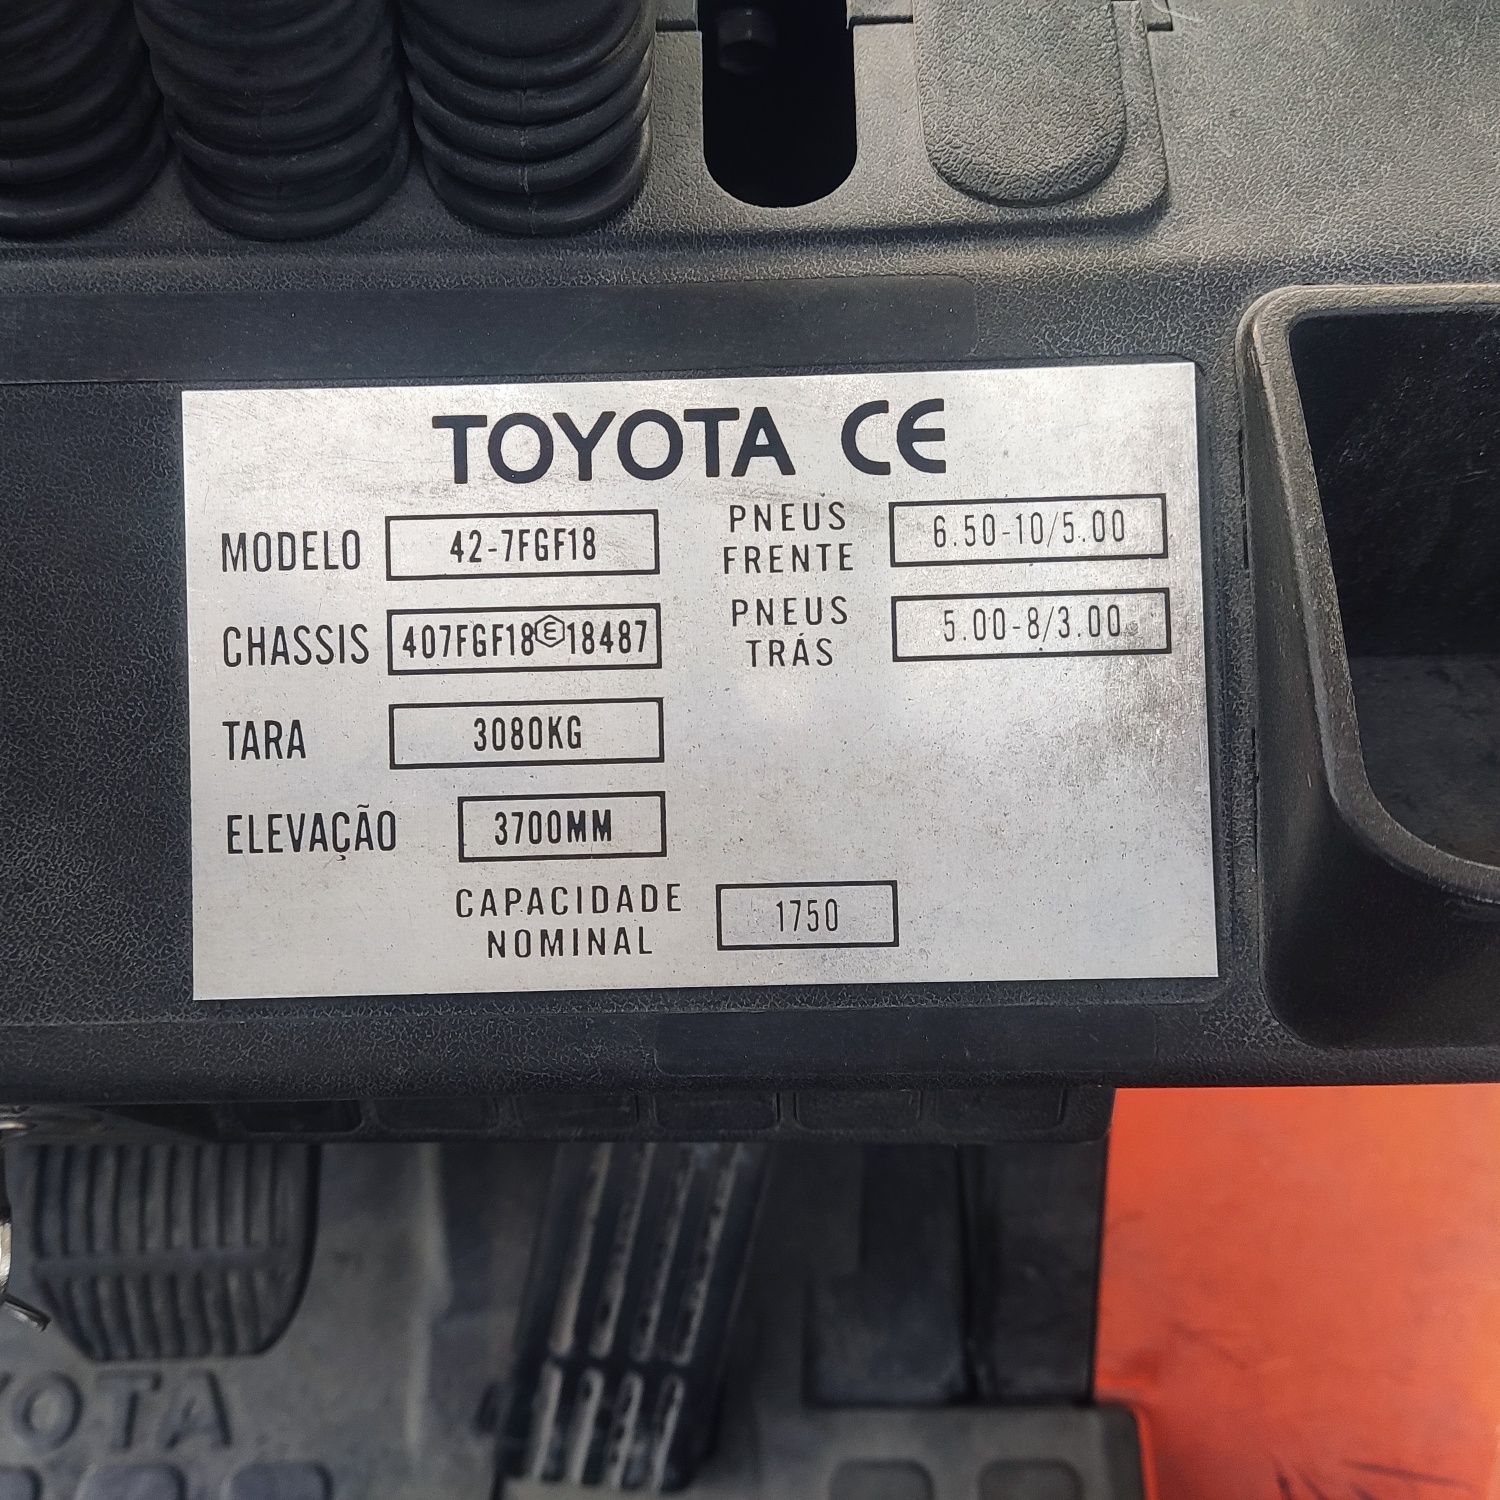 TOYOTA CE
MODELO 42-7FGF18
PNEUS FRENTE 6.50-10/5.00
CHASSIS 407FGF18E18487
PNEUS TRÁS 5.00-8/3.00
TARA 3080KG
ELEVAÇÃO 3700MM
CAPACIDADE NOMINAL 1750
YOTA